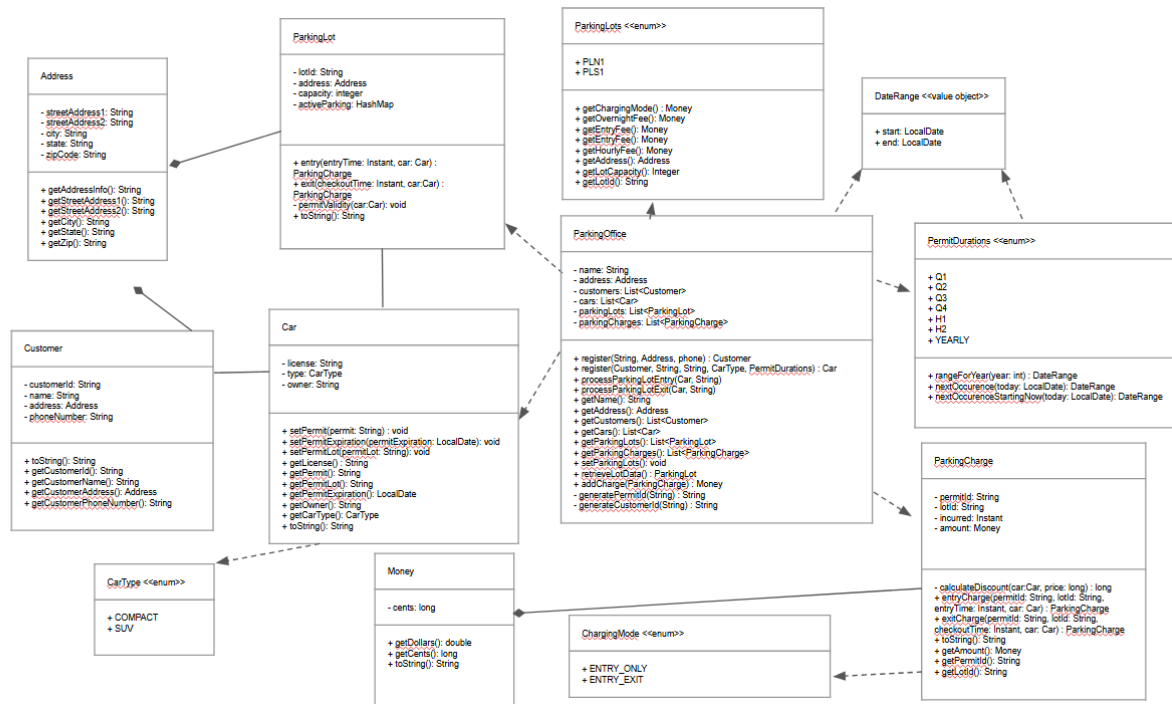 Address
- streetAddress1: String
- streetAddress2: String
- city: String
- state: String
- zipCode: String
+ getAddressInfo(): String
+ getStreetAddress1(): String
+ getStreetAddress2(): String
+ getCity(): String
+ getState(): String
+ getZip(): String
ParkingLot
- lotId: String
- address: Address
- capacity: integer
- activeParking: HashMap
+ entry(entryTime: Instant, car: Car) :
ParkingCharge
+ exit(checkoutTime: Instant, car:Car) :
ParkingCharge
- permitValidity(car:Car): void
+ toString(): String
ParkingLots <<enum>>
+ PLN1
+ PLS1
+ getChargingMode() : Money
+ getOvernightFee(): Money
+ getEntryFee(): Money
+ getEntryFee(): Money
+ getHourlyFee(): Money
+ getAddress(): Address
+ getLotCapacity(): Integer
+ getLotId(): String
DateRange <<value object>>
+ start: LocalDate
+ end: LocalDate
ParkingOffice
- name: String
- address: Address
- customers: List<Customer>
- cars: List<Car>
- parkingLots: List<ParkingLot>
- parkingCharges: List<ParkingCharge>
+ register(String, Address, phone) : Customer
+ register(Customer, String, String, CarType, PermitDurations) : Car
+ processParkingLotEntry(Car, String)
+ processParkingLotExit(Car, String)
+ getName(): String
+ getAddress(): Address
+ getCustomers(): List<Customer>
+ getCars(): List<Car>
+ getParkingLots(): List<ParkingLot>
+ getParkingCharges(): List<ParkingCharge>
+ setParkingLots(): void
+ retrieveLotData() : ParkingLot
+ addCharge(ParkingCharge) : Money
- generatePermitId(String) : String
- generateCustomerId(String) : String
PermitDurations <<enum>>
+ Q1
+ Q2
+ Q3
+ Q4
+ H1
+ H2
+ YEARLY
+ rangeForYear(year: int) : DateRange
+ nextOccurence(today: LocalDate): DateRange
+ nextOccurenceStartingNow(today: LocalDate): DateRange
Customer
- customerId: String
- name: String
- address: Address
- phoneNumber: String
+ toString(): String
+ getCustomerId(): String
+ getCustomerName(): String
+ getCustomerAddress(): Address
+ getCustomerPhoneNumber(): String
Car
- license: String
- type: CarType
- owner: String
+ setPermit(permit: String) : void
+ setPermitExpiration(permitExpiration: LocalDate): void
+ setPermitLot(permitLot: String): void
+ getLicense() : String
+ getPermit(): String
+ getPermitLot(): String
+ getPermitExpiration(): LocalDate
+ getOwner(): String
+ getCarType(): CarType
+ toString(): String
ParkingCharge
- permitId: String
- lotId: String
- incurred: Instant
- amount: Money
- calculateDiscount(car:Car, price: long) : long
+ entryCharge(permitId: String, lotId: String,
entryTime: Instant, car: Car) : ParkingCharge
+ exitCharge(permitId: String, lotId: String,
checkoutTime: Instant, car: Car) : ParkingCharge
+ toString(): String
+ getAmount(): Money
+ getPermitId(): String
+ getLotId(): String
CarType <<enum>>
+ COMPACT
+ SUV
Money
- cents: long
+ getDollars(): double
+ getCents(): long
+ toString(): String
ChargingMode <<enum>>
+ ENTRY_ONLY
+ ENTRY_EXIT